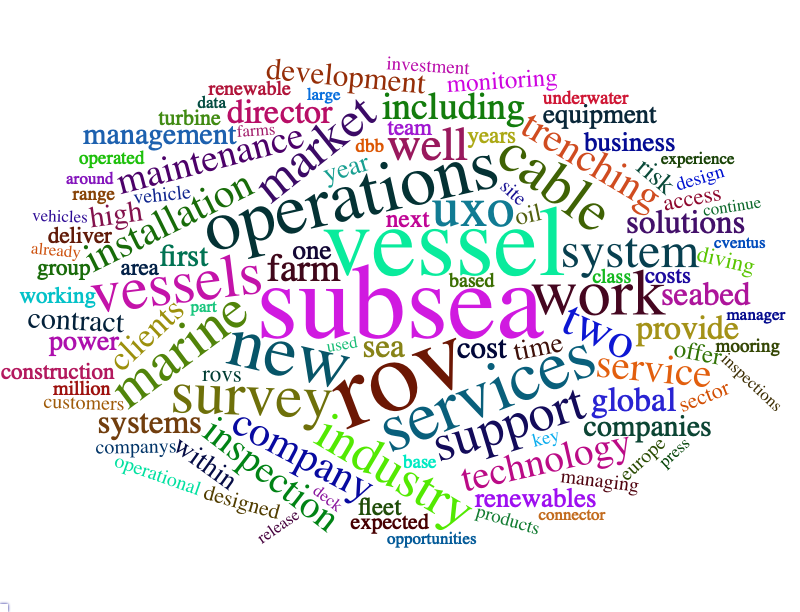 investment
development
monitoring
renewable
large
underwater
data
director
including
equipment
turbine
farms
market
team
years
trenching
business
management
dbb
well
operated
maintenance
year
cable
risk
experience
around
vehicle
operations
site
design
range
installation
next
uxo
oil
access
continue
vehicles
high
solutions
deliver
vessel
already
first
one
system
cventus
group
area
farm
diving
working
vessels
based
class
costs
subsea
work
seabed
contract
part
marine
two
provide
manager
power
clients
new
used
sea
cost
time
offer
mooring
construction
rovs
rov
services
service
inspections
million
customers
survey
support
global
sector
systems
companies
companys
within
inspection
company
industry
base
key
technology
europe
press
operational
designed
deck
managing
fleet
renewables
release
expected
products
connector
opportunities